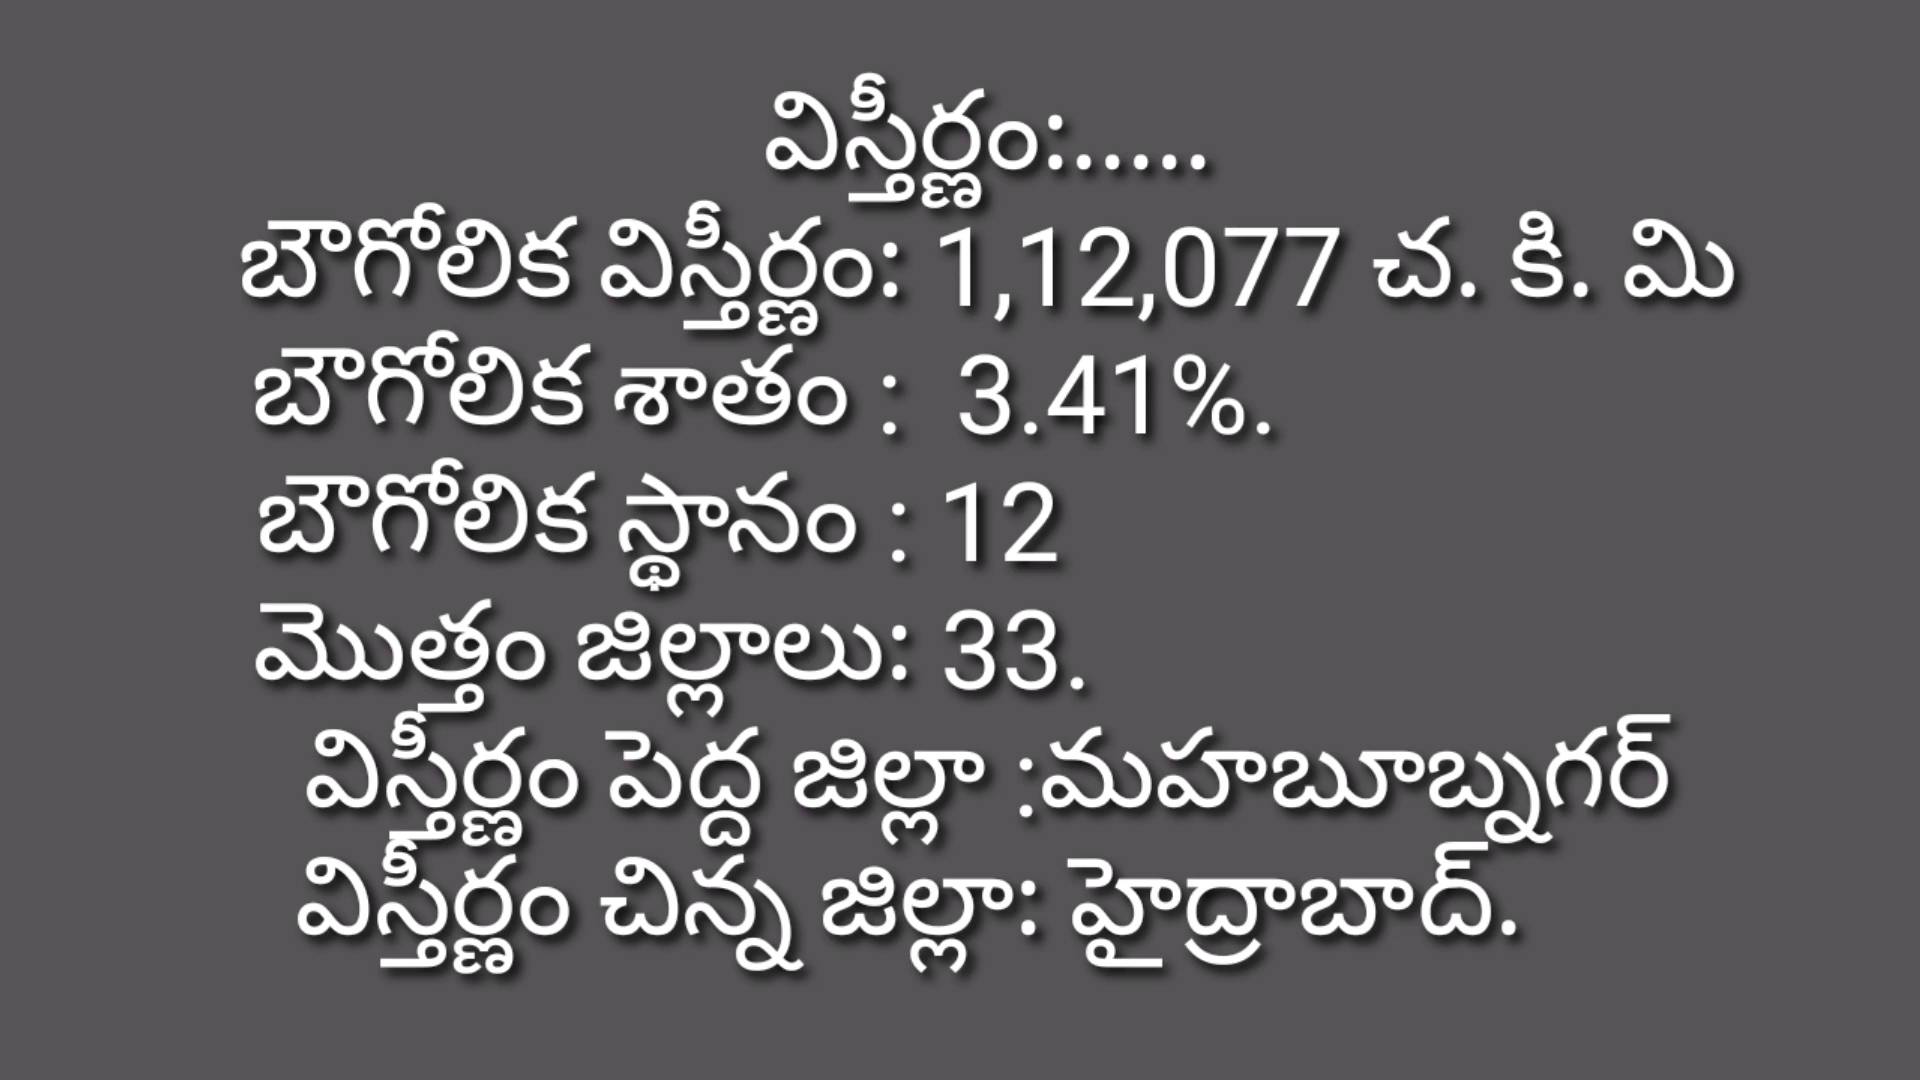 విస్తీర్ణం:.....
బౌగోలిక విస్తీర్ణం: 1,12,077 చ. కి. మి
బౌగోలిక శాతం : 3.41%.
బౌగోలిక స్థానం : 12
మొత్తం జిల్లాలు: 33.
విస్తీర్ణం పెద్ద జిల్లా :మహబూబ్నగర్
విస్తీర్ణం చిన్న జిల్లా: హైద్రాబాద్.